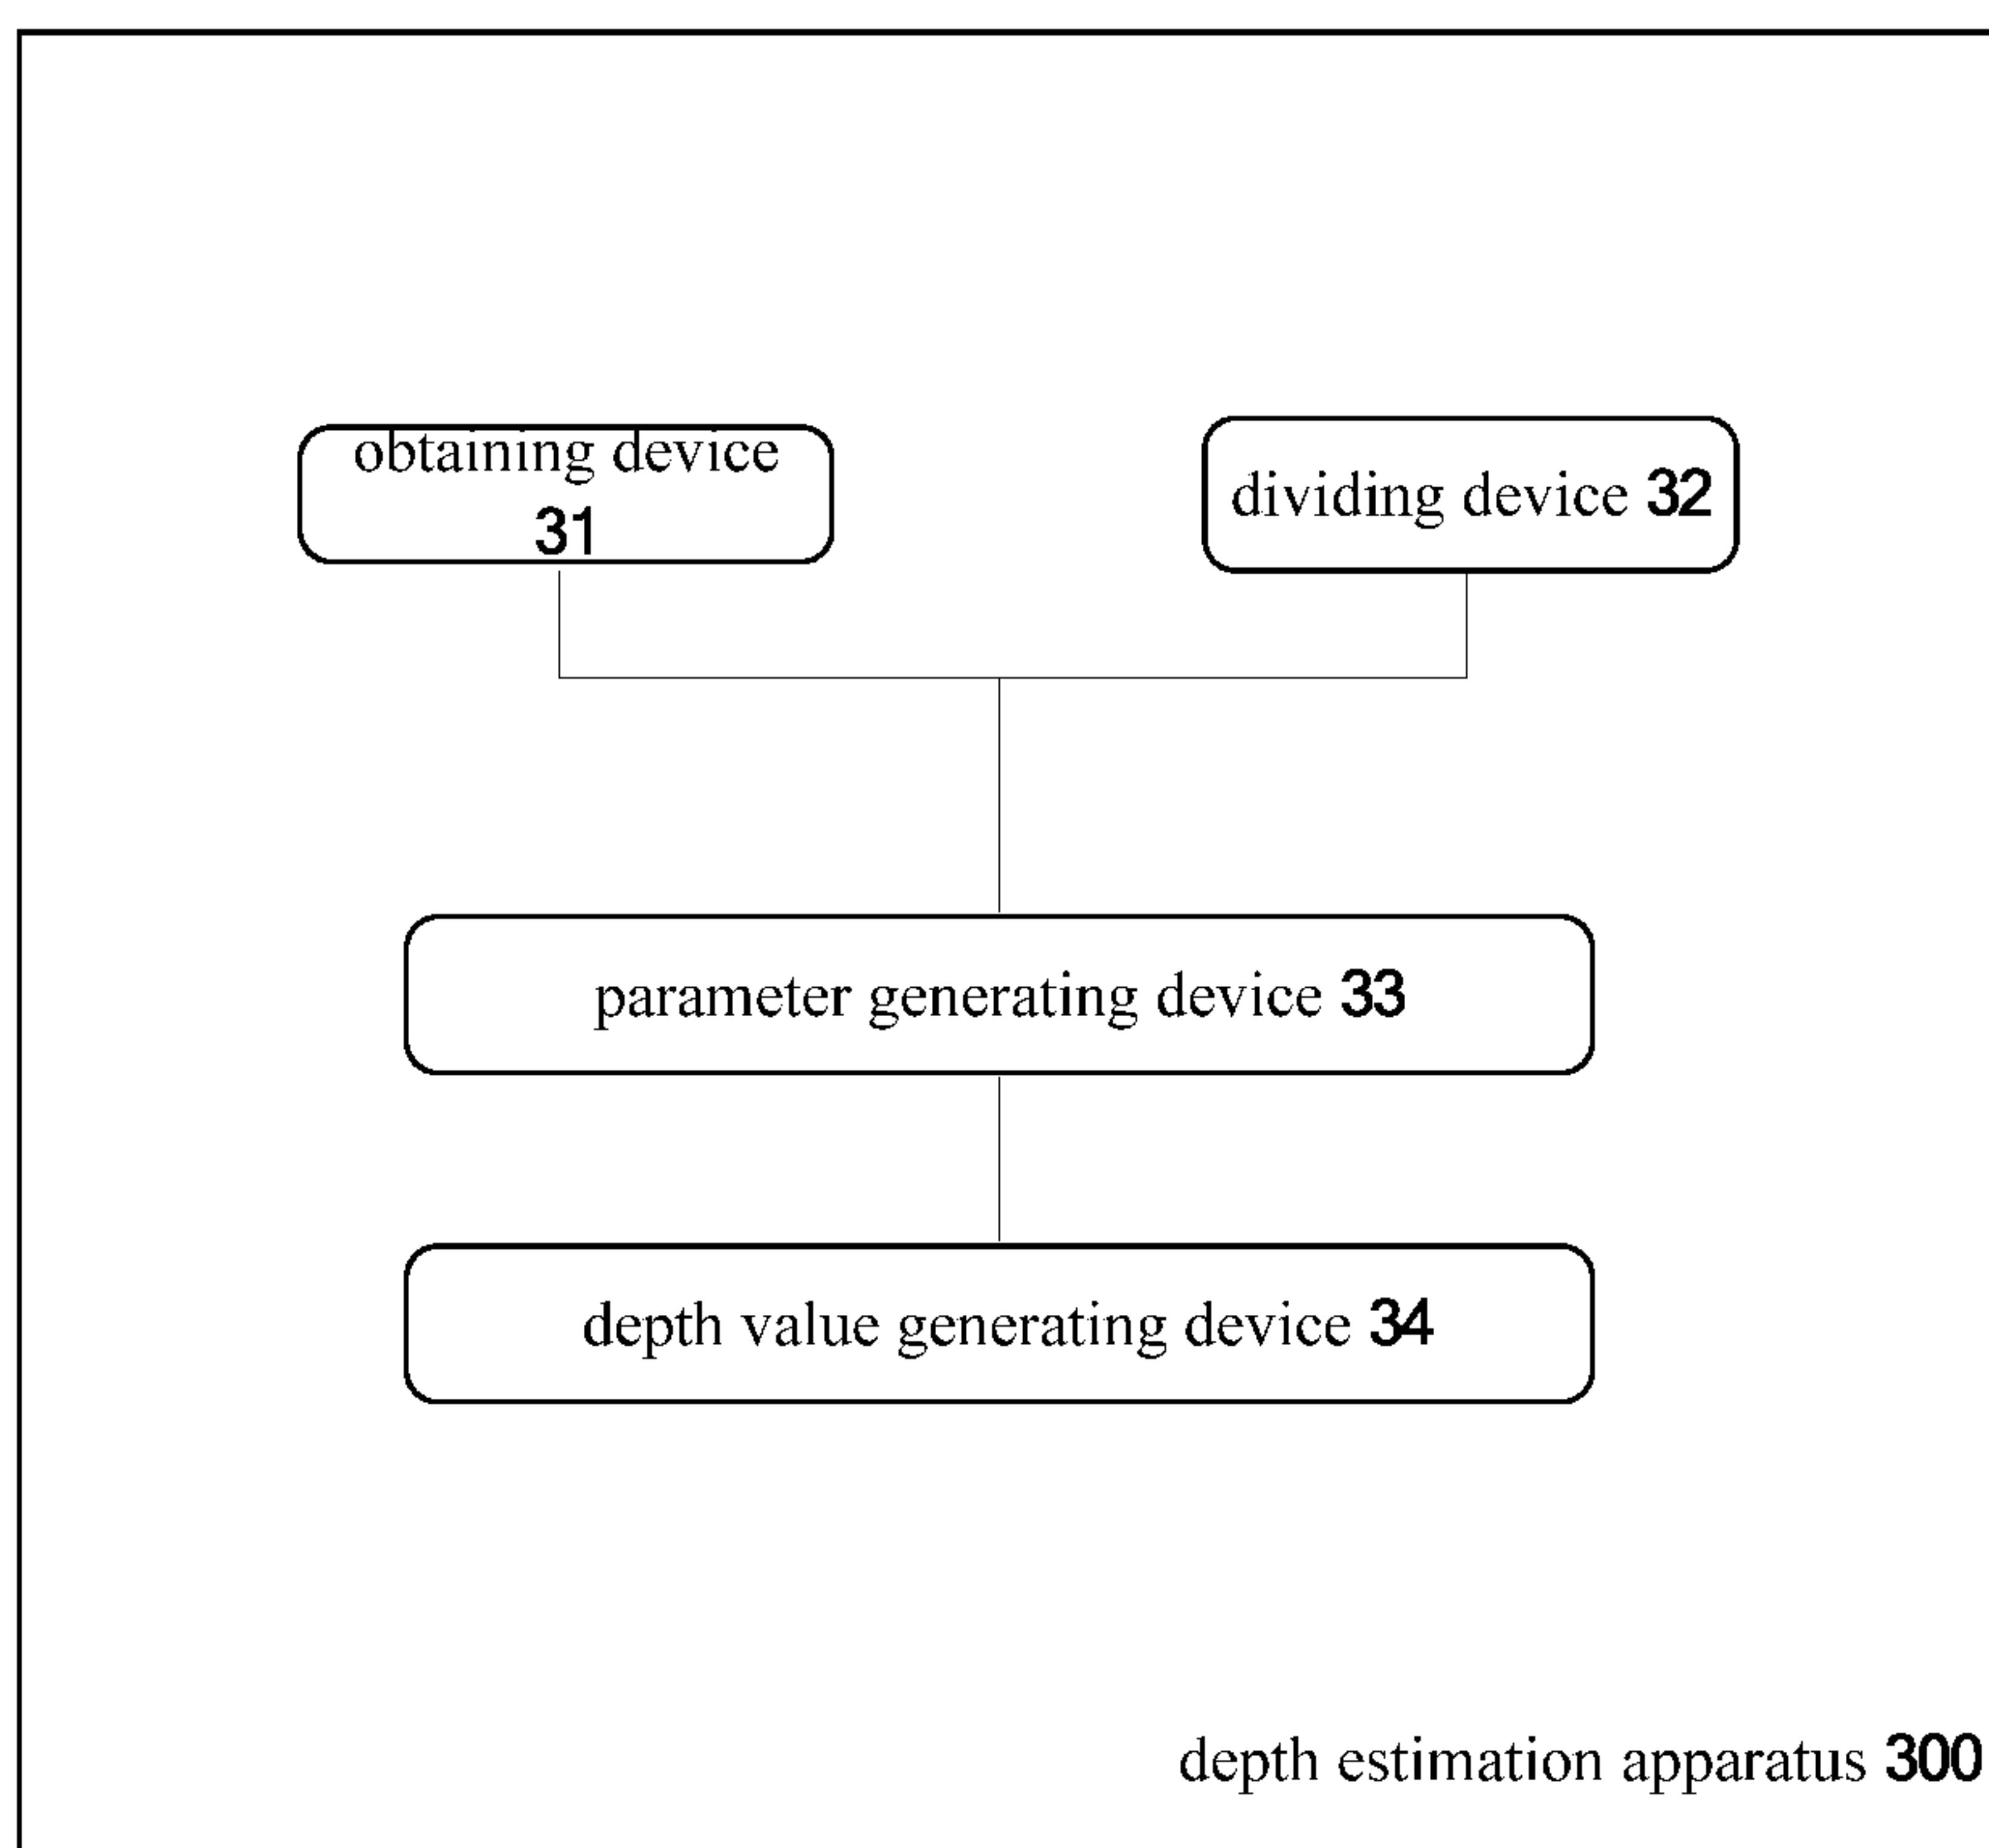 obtaining device
31
dividing device 32
parameter generating device 33
depth value generating device 34
depth estimation apparatus 300